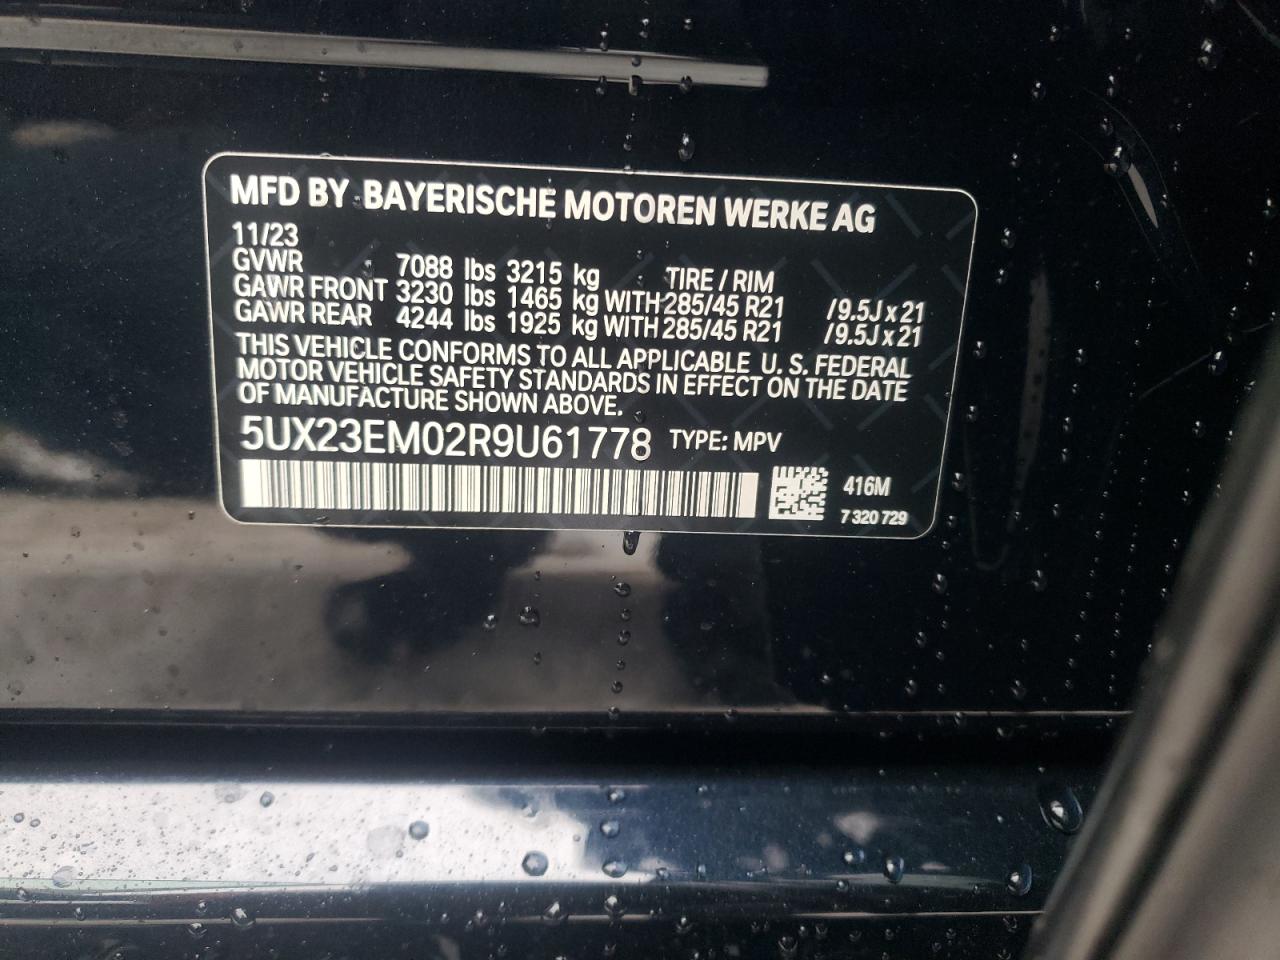 MFD BY BAYERISCHE MOTOREN WERKE AG
11/23
GVWR 7088 lbs 3215 kg TIRE / RIM
GAWR FRONT 3230 lbs 1465 kg WITH 285/45 R21 /9.5J x 21
GAWR REAR 4244 lbs 1925 kg WITH 285/45 R21 /9.5J x 21
THIS VEHICLE CONFORMS TO ALL APPLICABLE U. S. FEDERAL
MOTOR VEHICLE SAFETY STANDARDS IN EFFECT ON THE DATE
OF MANUFACTURE SHOWN ABOVE.
5UX23EM02R9U61778 TYPE: MPV
416M
7 320 729